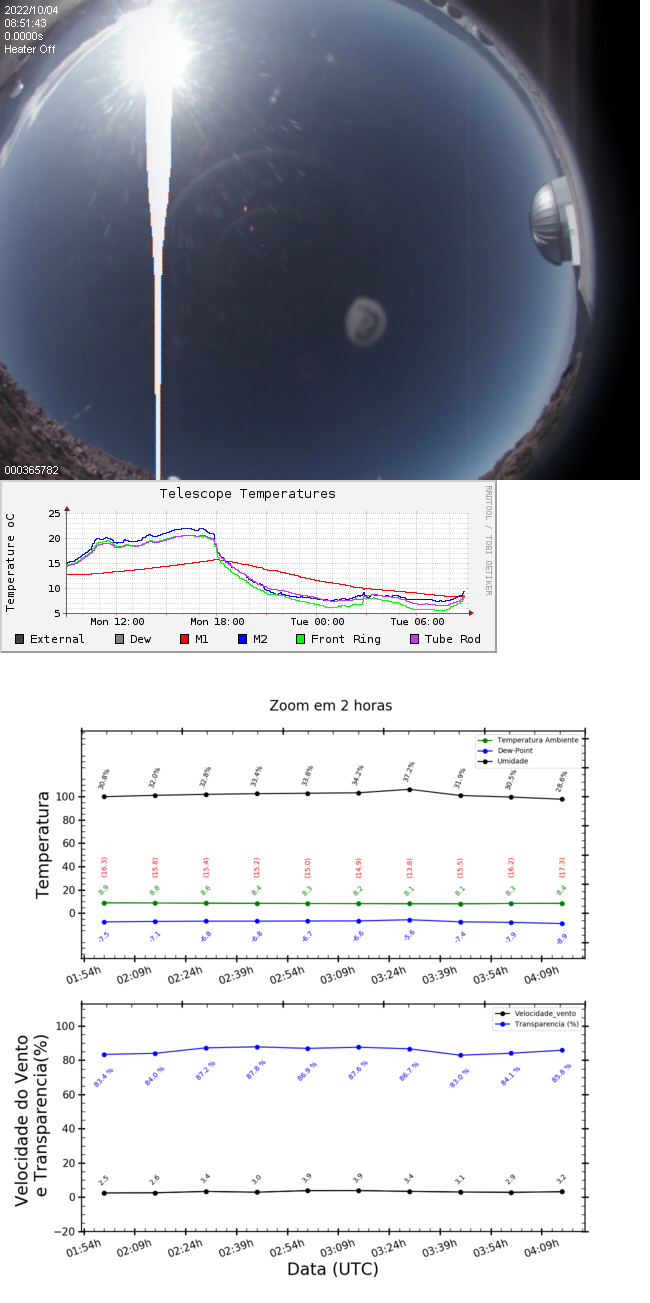 2022/10/04
08:51:43
0.0000s
Heater Off
000365782
Telescope Temperatures
RRDTOOL / TOBI OETIKER
Temperature oC
25
20
15
10
5
Mon 12:00 Mon 18:00 Tue 00:00 Tue 06:00
External Dew M1 M2 Front Ring Tube Rod
Zoom em 2 horas
Temperatura Ambiente
Dew-Point
Umidade
Temperatura
100
80
60
40
20
0
30.8% 32.0% 32.8% 33.4% 33.8% 34.2% 37.2% 31.9% 30.5% 28.6%
(16.3) (15.8) (15.4) (15.2) (15.0) (14.9) (13.8) (15.5) (16.2) (17.3)
8.9 8.8 8.6 8.4 8.3 8.2 8.1 8.1 8.3 8.4
-7.5 -7.1 -6.8 -6.8 -6.7 -6.6 -5.6 -7.4 -7.9 -8.9
01:54h 02:09h 02:24h 02:39h 02:54h 03:09h 03:24h 03:39h 03:54h 04:09h
Velocidade_vento
Transparencia (%)
Velocidade do Vento
e Transparencia(%)
100
80
60
40
20
0
−20
83.4 % 84.0 % 87.2 % 87.8 % 86.9 % 87.6 % 86.7 % 83.0 % 84.1 % 85.8 %
2.5 2.6 3.4 3.0 3.9 3.9 3.4 3.1 2.9 3.2
01:54h 02:09h 02:24h 02:39h 02:54h 03:09h 03:24h 03:39h 03:54h 04:09h
Data (UTC)